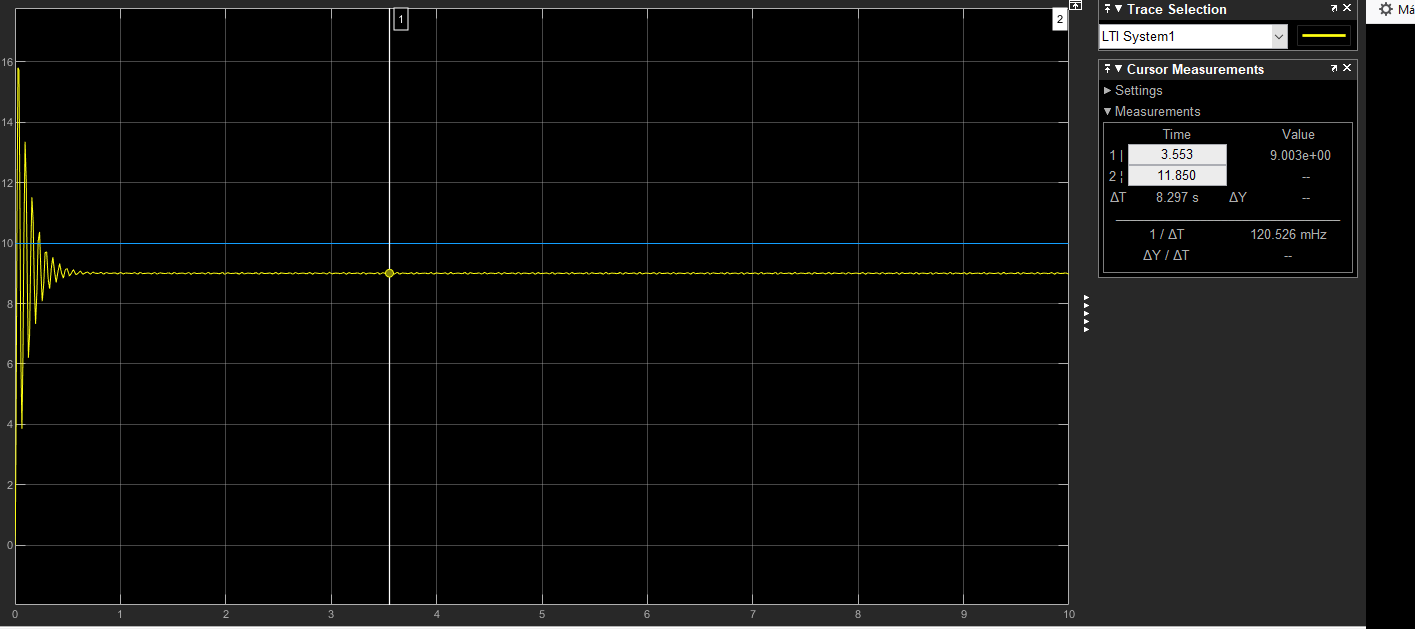 1
2
16
14
12
10
8
6
4
2
0
0 1 2 3 4 5 6 7 8 9 10
Trace Selection
LTI System1
Cursor Measurements
Settings
Measurements
Time Value
1 | 3.553 9.003e+00
2 ¦ 11.850 --
ΔT 8.297 s ΔY --
1 / ΔT 120.526 mHz
ΔY / ΔT --
Má